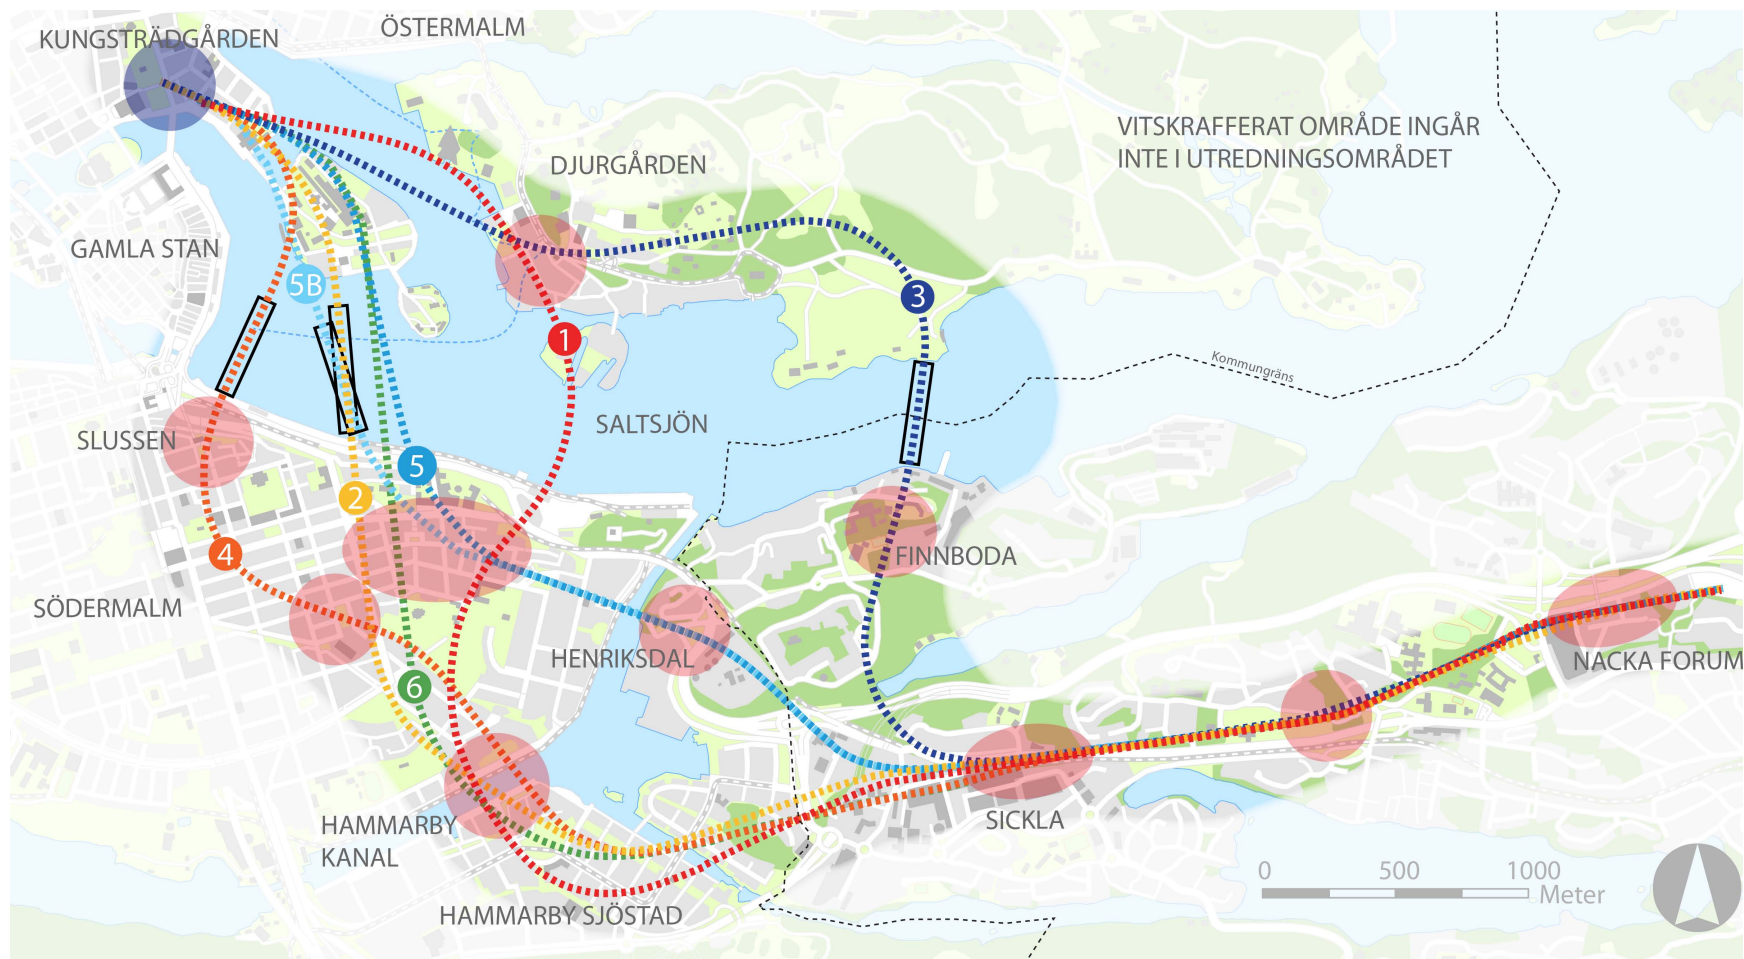 ÖSTERMALM
KUNGSTRÄDGÅRDEN
VITSKRAFFERAT OMRÅDE INGÅR
INTE I UTREDNINGSOMRÅDET
DJURGÅRDEN
GAMLA STAN
5B
3
1
Kommungräns
SALTSJÖN
SLUSSEN
5
2
4
FINNBODA
SÖDERMALM
HENRIKSDAL
NACKA FORUM
6
SICKLA
HAMMARBY
KANAL
0 500 1000
Meter
HAMMARBY SJÖSTAD